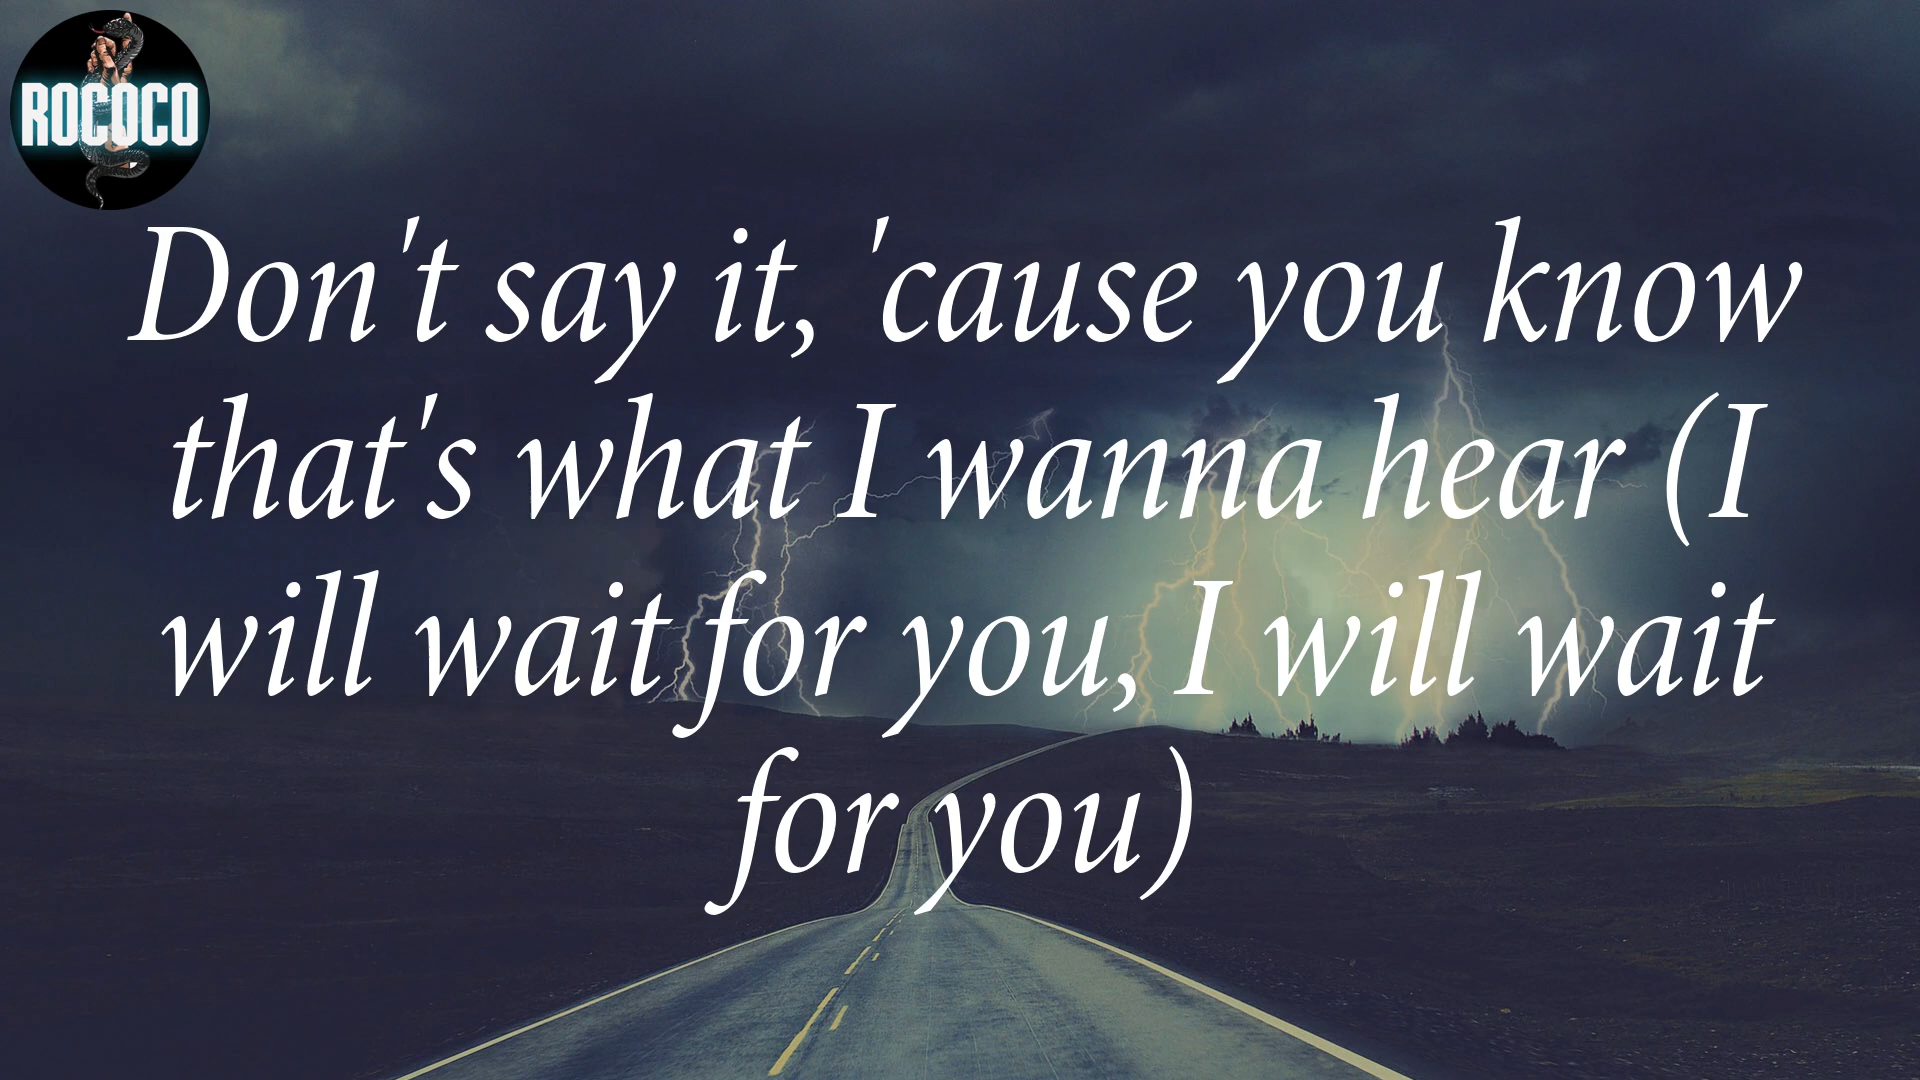 ROCOCO
Don't say it, 'cause you know
that's what I wanna hear (I
will wait for you, I will wait
for you)